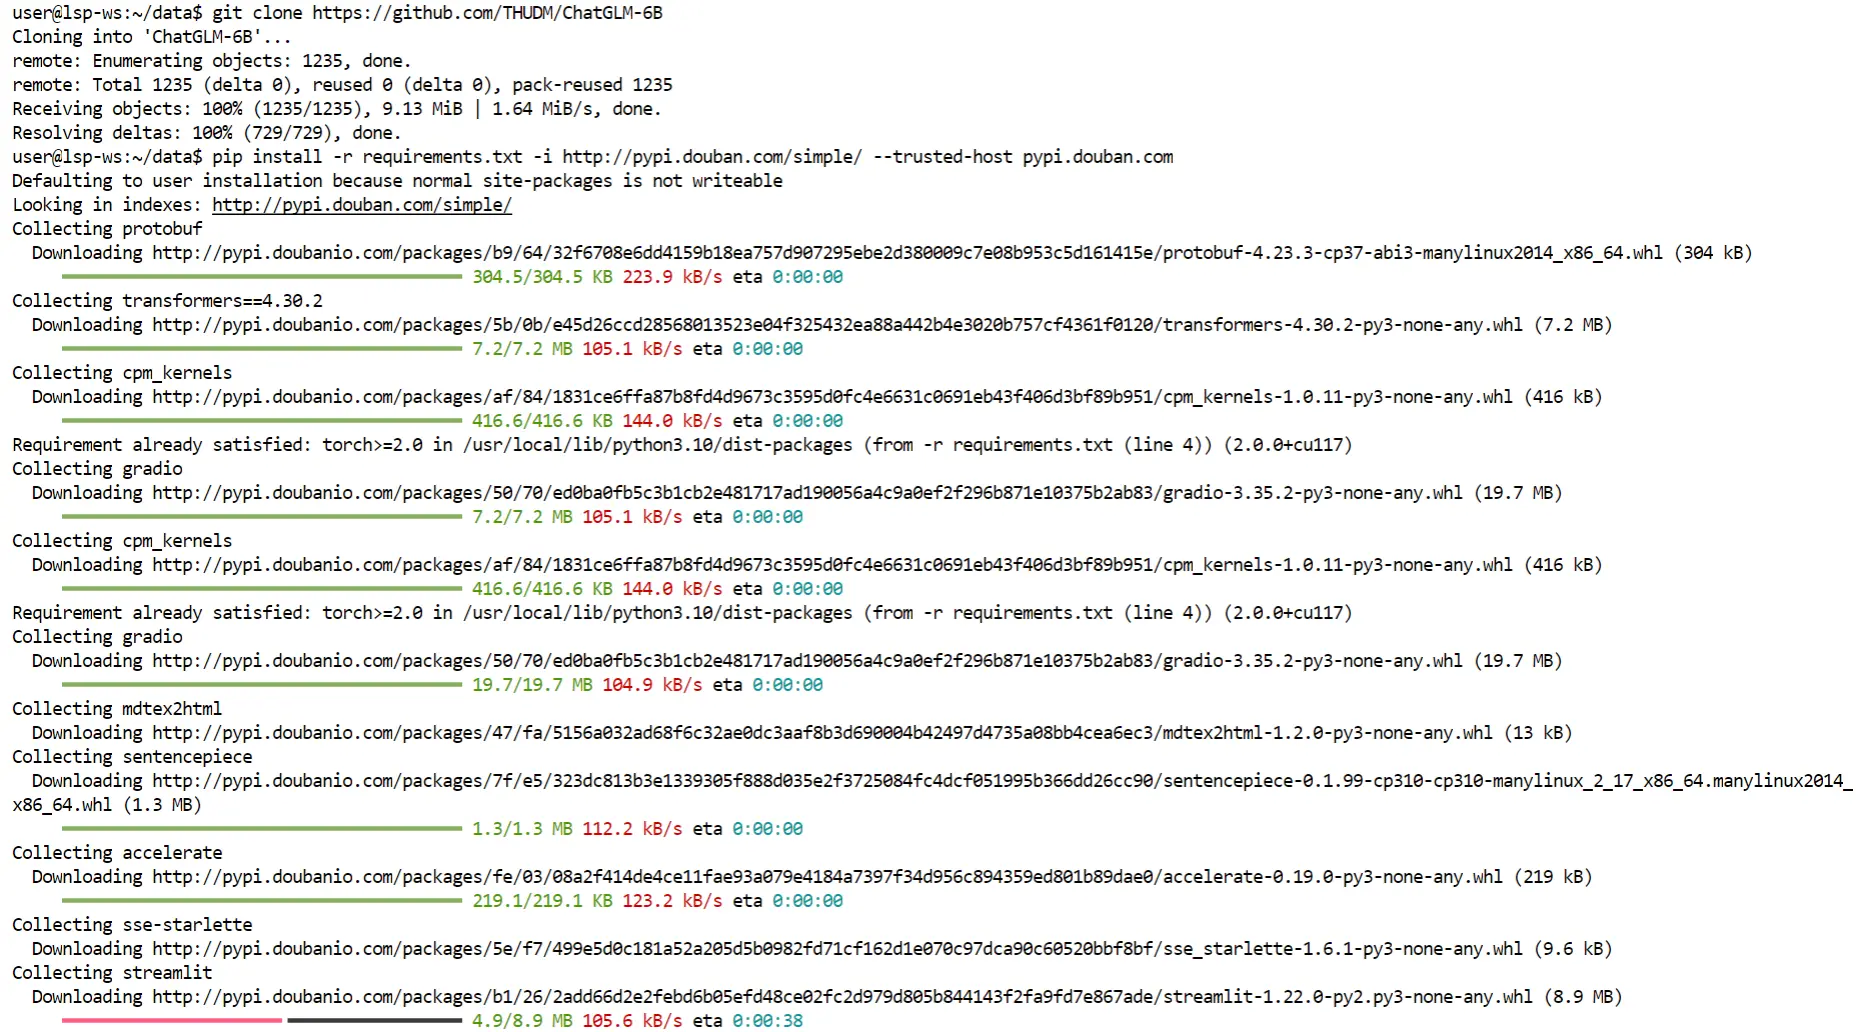 user@lsp-ws:~/data$ git clone https://github.com/THUDM/ChatGLM-6B
Cloning into 'ChatGLM-6B'...
remote: Enumerating objects: 1235, done.
remote: Total 1235 (delta 0), reused 0 (delta 0), pack-reused 1235
Receiving objects: 100% (1235/1235), 9.13 MiB | 1.64 MiB/s, done.
Resolving deltas: 100% (729/729), done.
user@lsp-ws:~/data$ pip install -r requirements.txt -i http://pypi.douban.com/simple/ --trusted-host pypi.douban.com
Defaulting to user installation because normal site-packages is not writeable
Looking in indexes: http://pypi.douban.com/simple/
Collecting protobuf
Downloading http://pypi.doubanio.com/packages/b9/64/32f6708e6dd4159b18ea757d907295ebe2d380009c7e08b953c5d161415e/protobuf-4.23.3-cp37-abi3-manylinux2014_x86_64.whl (304 kB)
304.5/304.5 KB 223.9 kB/s eta 0:00:00
Collecting transformers==4.30.2
Downloading http://pypi.doubanio.com/packages/5b/0b/e45d26ccd28568013523e04f325432ea88a442b4e3020b757cf4361f0120/transformers-4.30.2-py3-none-any.whl (7.2 MB)
7.2/7.2 MB 105.1 kB/s eta 0:00:00
Collecting cpm_kernels
Downloading http://pypi.doubanio.com/packages/af/84/1831ce6ffa87b8fd4d9673c3595d0fc4e6631c0691eb43f406d3bf89b951/cpm_kernels-1.0.11-py3-none-any.whl (416 kB)
416.6/416.6 KB 144.0 kB/s eta 0:00:00
Requirement already satisfied: torch>=2.0 in /usr/local/lib/python3.10/dist-packages (from -r requirements.txt (line 4)) (2.0.0+cu117)
Collecting gradio
Downloading http://pypi.doubanio.com/packages/50/70/ed0ba0fb5c3b1cb2e481717ad190056a4c9a0ef2f296b871e10375b2ab83/gradio-3.35.2-py3-none-any.whl (19.7 MB)
7.2/7.2 MB 105.1 kB/s eta 0:00:00
Collecting cpm_kernels
Downloading http://pypi.doubanio.com/packages/af/84/1831ce6ffa87b8fd4d9673c3595d0fc4e6631c0691eb43f406d3bf89b951/cpm_kernels-1.0.11-py3-none-any.whl (416 kB)
416.6/416.6 KB 144.0 kB/s eta 0:00:00
Requirement already satisfied: torch>=2.0 in /usr/local/lib/python3.10/dist-packages (from -r requirements.txt (line 4)) (2.0.0+cu117)
Collecting gradio
Downloading http://pypi.doubanio.com/packages/50/70/ed0ba0fb5c3b1cb2e481717ad190056a4c9a0ef2f296b871e10375b2ab83/gradio-3.35.2-py3-none-any.whl (19.7 MB)
19.7/19.7 MB 104.9 kB/s eta 0:00:00
Collecting mdtex2html
Downloading http://pypi.doubanio.com/packages/47/fa/5156a032ad68f6c32ae0dc3aaf8b3d690004b42497d4735a08bb4cea6ec3/mdtex2html-1.2.0-py3-none-any.whl (13 kB)
Collecting sentencepiece
Downloading http://pypi.doubanio.com/packages/7f/e5/323dc813b3e1339305f888d035e2f3725084fc4dcf051995b366dd26cc90/sentencepiece-0.1.99-cp310-cp310-manylinux_2_17_x86_64.manylinux2014_
x86_64.whl (1.3 MB)
1.3/1.3 MB 112.2 kB/s eta 0:00:00
Collecting accelerate
Downloading http://pypi.doubanio.com/packages/fe/03/08a2f414de4ce11fae93a079e4184a7397f34d956c894359ed801b89dae0/accelerate-0.19.0-py3-none-any.whl (219 kB)
219.1/219.1 KB 123.2 kB/s eta 0:00:00
Collecting sse-starlette
Downloading http://pypi.doubanio.com/packages/5e/f7/499e5d0c181a52a205d5b0982fd71cf162d1e070c97dca90c60520bbf8bf/sse_starlette-1.6.1-py3-none-any.whl (9.6 kB)
Collecting streamlit
Downloading http://pypi.doubanio.com/packages/b1/26/2add66d2e2febd6b05efd48ce02fc2d979d805b844143f2fa9fd7e867ade/streamlit-1.22.0-py2.py3-none-any.whl (8.9 MB)
4.9/8.9 MB 105.6 kB/s eta 0:00:38